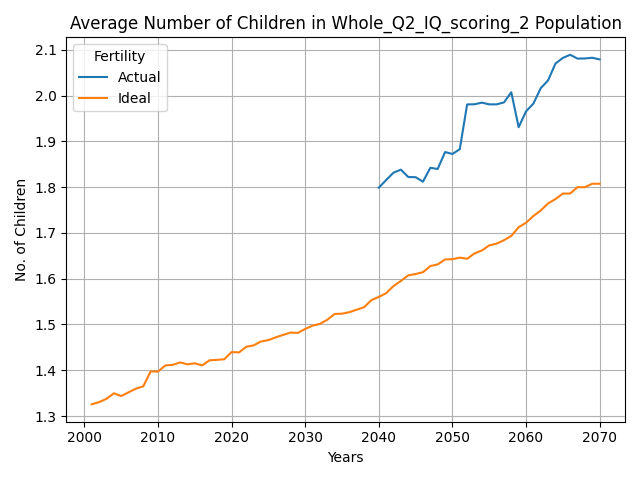 Average Number of Children in Whole_Q2_IQ_scoring_2 Population
Fertility
Actual
Ideal
No. of Children
2.1
2.0
1.9
1.8
1.7
1.6
1.5
1.4
1.3
2000 2010 2020 2030 2040 2050 2060 2070
Years